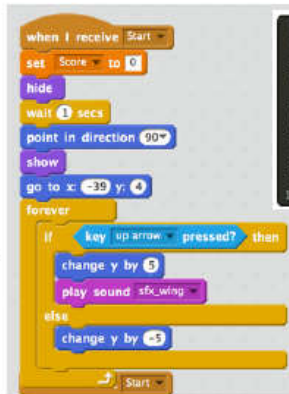 when I receive Start
set Score to 0
hide
wait 1 secs
point in direction 90
show
go to x: -39 y: 4
forever
if key up arrow pressed? then
change y by 5
play sound sfx_wing
else
change y by -5
Start